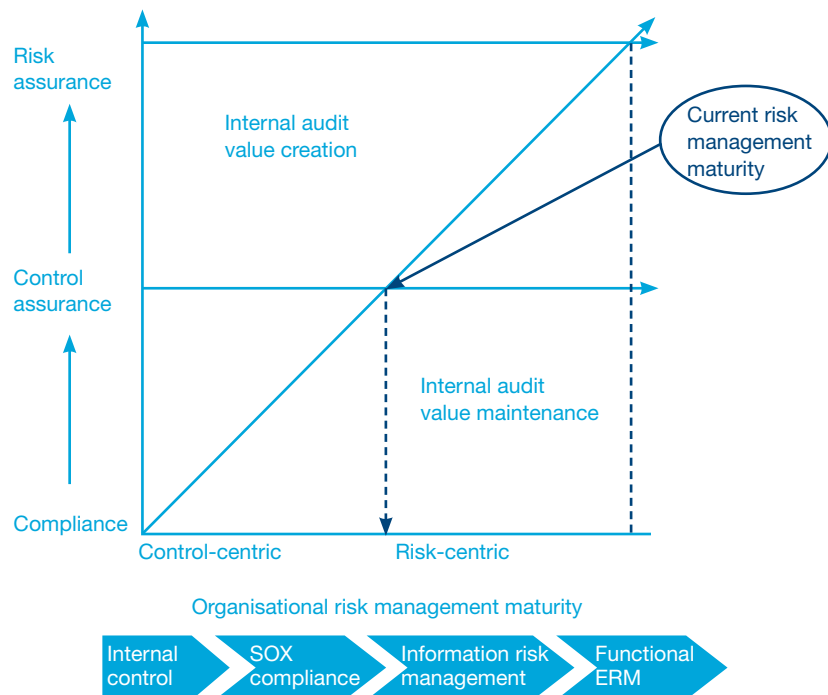 Risk
assurance
Internal audit
value creation
Current risk
management
maturity
Control
assurance
Internal audit
value maintenance
Compliance
Control-centric
Risk-centric
Organisational risk management maturity
Internal
control
SOX
compliance
Information risk
management
Functional
ERM